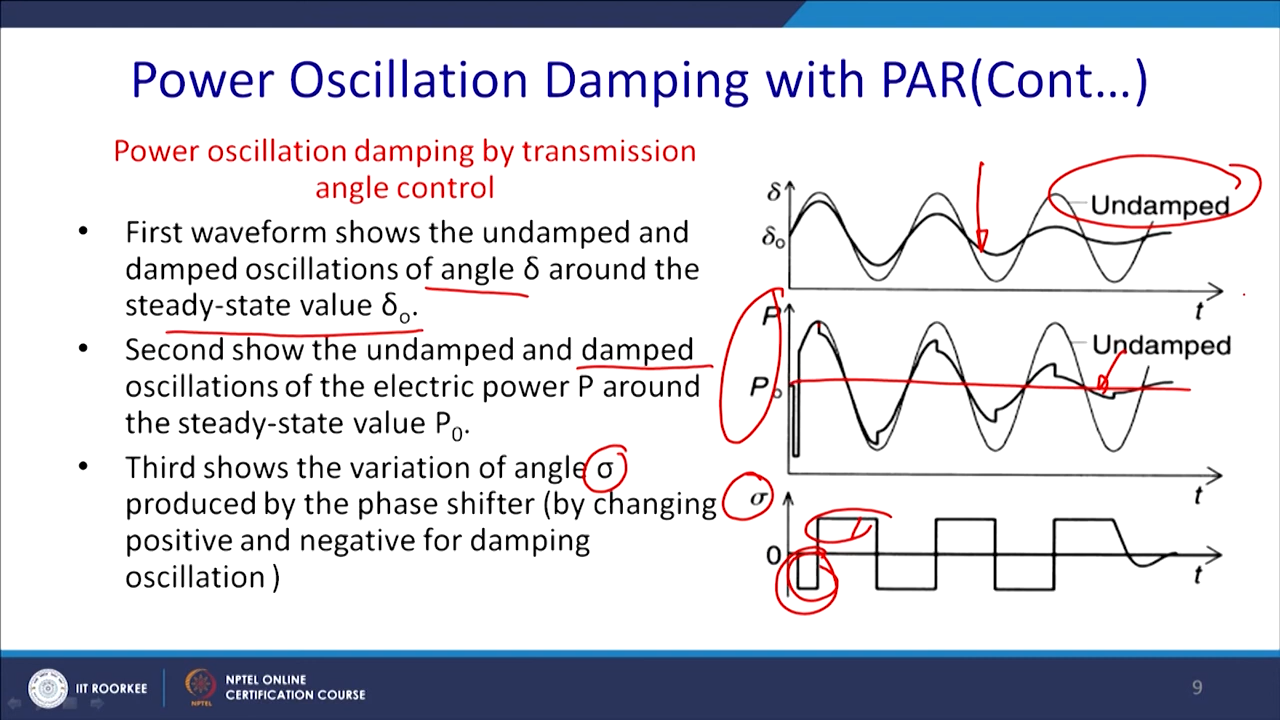 Power Oscillation Damping with PAR(Cont...)
Power oscillation damping by transmission
angle control
• First waveform shows the undamped and
damped oscillations of angle δ around the
steady-state value δo.
• Second show the undamped and damped
oscillations of the electric power P around
the steady-state value P0.
• Third shows the variation of angle σ
produced by the phase shifter (by changing
positive and negative for damping
oscillation )
δ
Undamped
δo
t
P
Undamped
Po
t
σ
0
t
IIT ROORKEE
NPTEL
NPTEL ONLINE
CERTIFICATION COURSE
9